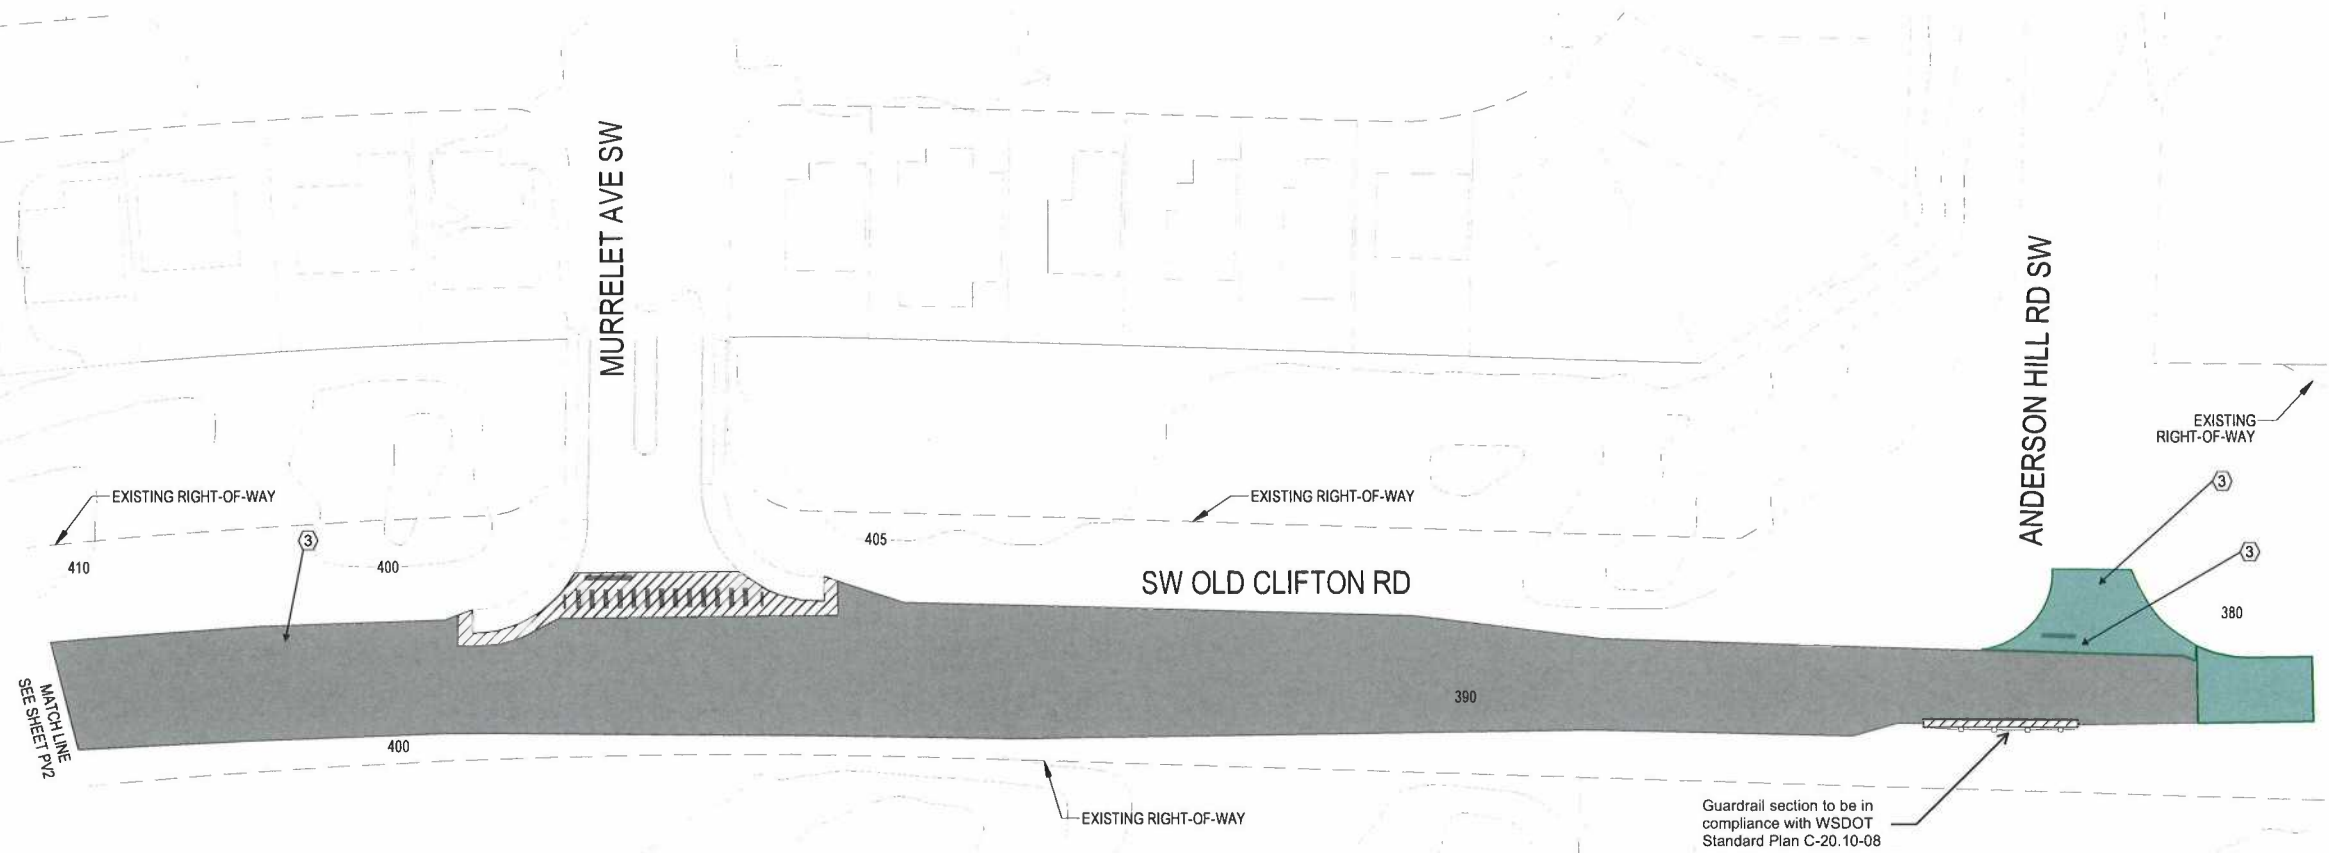 MURRELET AVE SW
ANDERSON HILL RD SW
EXISTING
RIGHT-OF-WAY
3
EXISTING RIGHT-OF-WAY
EXISTING RIGHT-OF-WAY
3
405
3
410
400
SW OLD CLIFTON RD
380
MATCH LINE
SEE SHEET PV2
390
400
EXISTING RIGHT-OF-WAY
Guardrail section to be in
compliance with WSDOT
Standard Plan C-20.10-08